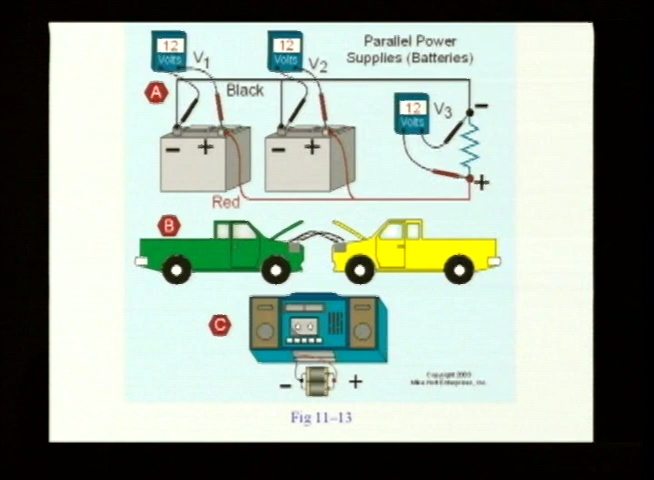 12
Volts
V1
12
Volts
V2
Parallel Power
Supplies (Batteries)
A
Black
12
Volts
V3
-
- +
- +
+
Red
B
C
- +
Copyright 2003
Mike Holt Enterprises, Inc.
Fig 11-13